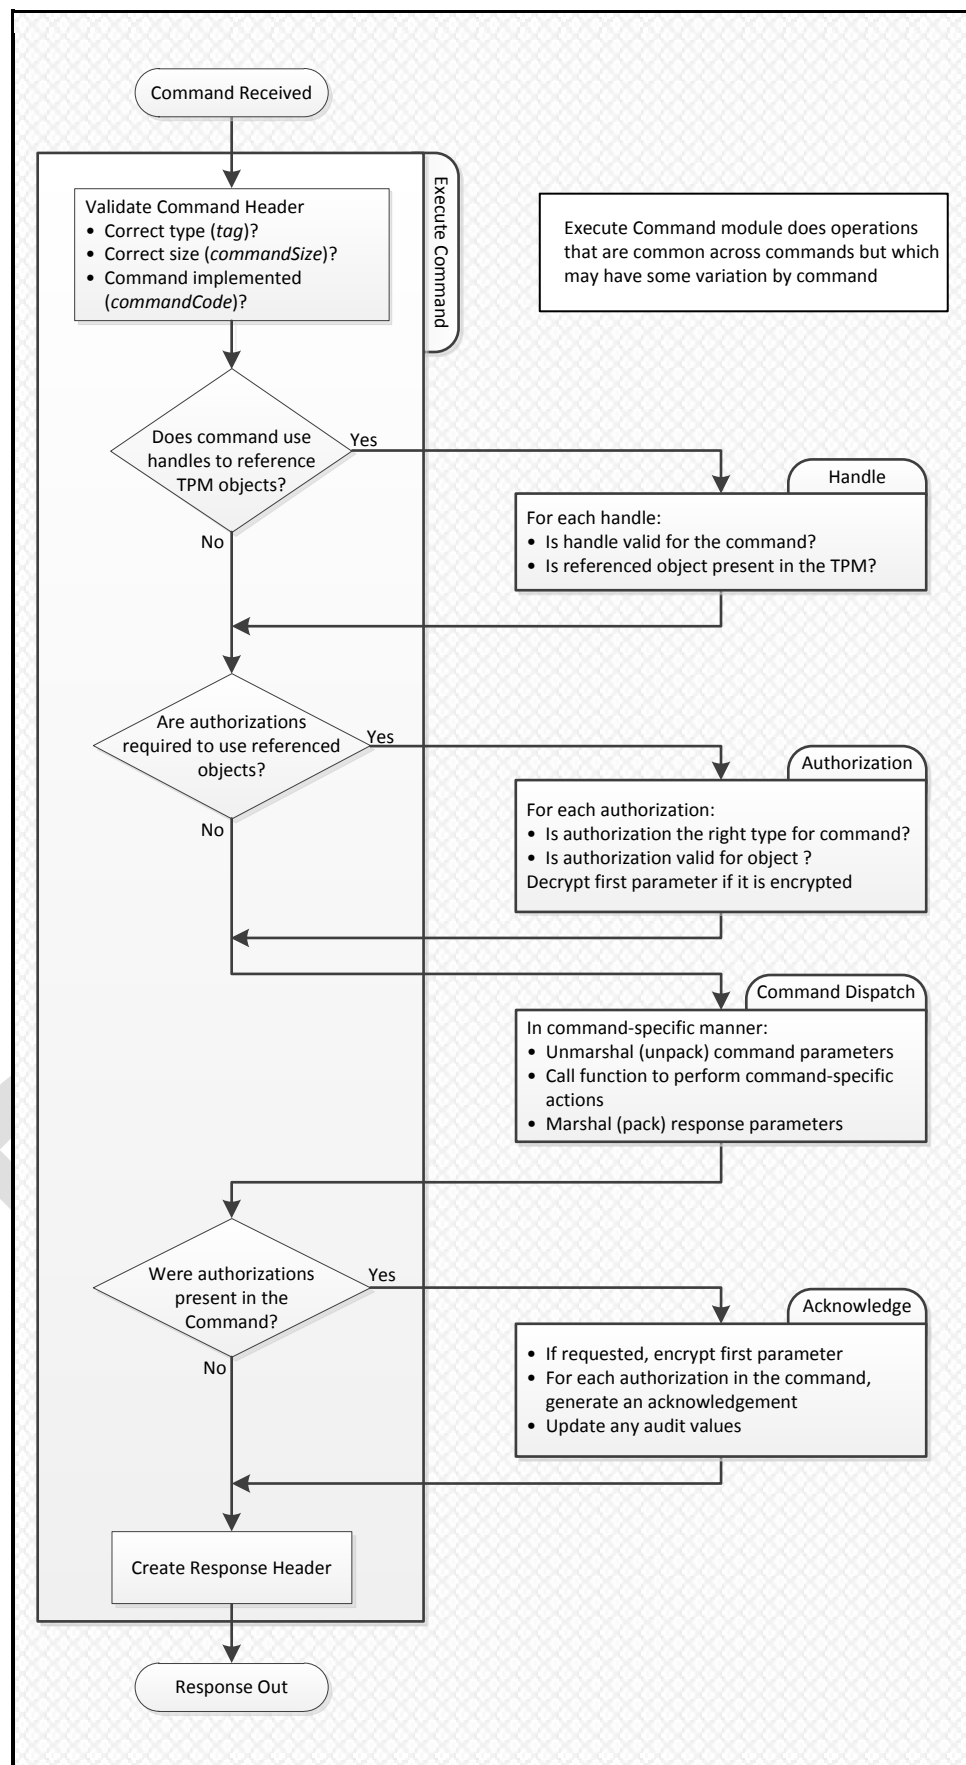 Command Received
Execute Command
Validate Command Header
• Correct type (tag)?
• Correct size (commandSize)?
• Command implemented
(commandCode)?
Execute Command module does operations
that are common across commands but which
may have some variation by command
Does command use
handles to reference
TPM objects?
Yes
No
Handle
For each handle:
• Is handle valid for the command?
• Is referenced object present in the TPM?
Are authorizations
required to use referenced
objects?
Yes
No
Authorization
For each authorization:
• Is authorization the right type for command?
• Is authorization valid for object ?
Decrypt first parameter if it is encrypted
Command Dispatch
In command-specific manner:
• Unmarshal (unpack) command parameters
• Call function to perform command-specific
actions
• Marshal (pack) response parameters
Were authorizations
present in the
Command?
Yes
No
Acknowledge
• If requested, encrypt first parameter
• For each authorization in the command,
generate an acknowledgement
• Update any audit values
Create Response Header
Response Out